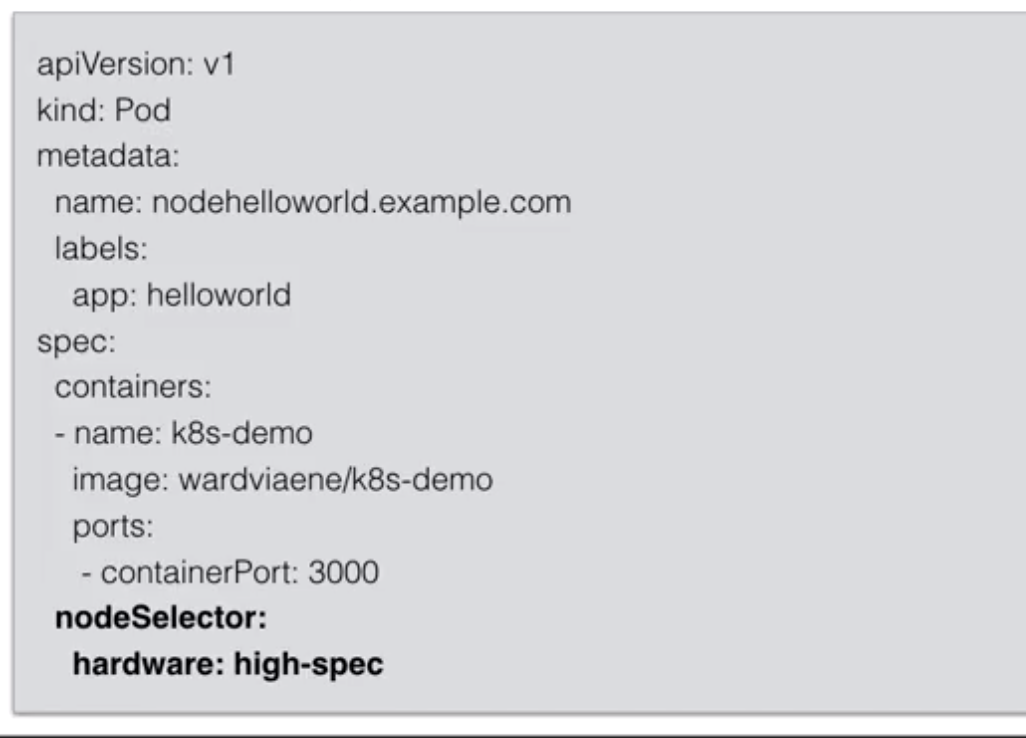 apiVersion: v1
kind: Pod
metadata:
  name: nodehelloworld.example.com
  labels:
    app: helloworld
spec:
  containers:
  - name: k8s-demo
    image: wardviaene/k8s-demo
    ports:
     - containerPort: 3000
  nodeSelector:
    hardware: high-spec